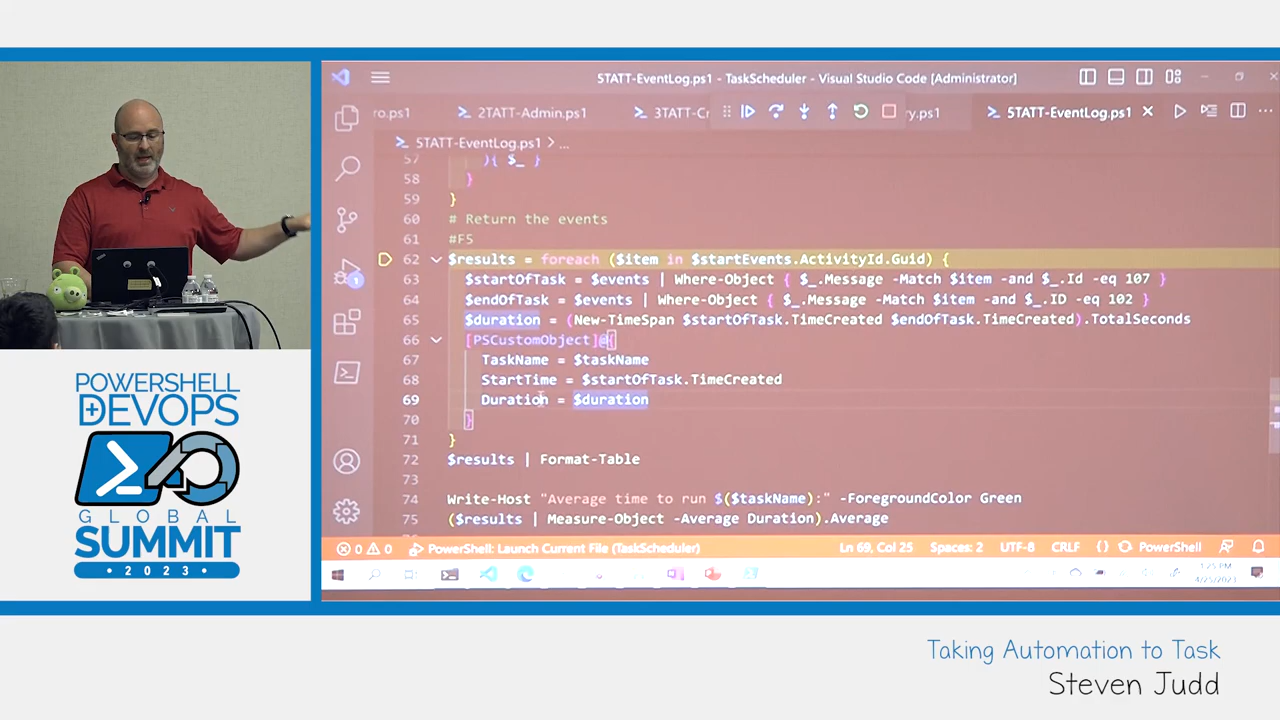 5TATT-EventLog.ps1 - TaskScheduler - Visual Studio Code [Administrator]
ro.ps1 2TATT-Admin.ps1 3TATT-Cr ry.ps1 5TATT-EventLog.ps1
5TATT-EventLog.ps1 > ...
57 ){ $_ }
58 }
59 }
60 # Return the events
61 #F5
62 $results = foreach ($item in $startEvents.ActivityId.Guid) {
63 $startOfTask = $events | Where-Object { $_.Message -Match $item -and $_.Id -eq 107 }
64 $endOfTask = $events | Where-Object { $_.Message -Match $item -and $_.ID -eq 102 }
65 $duration = (New-TimeSpan $startOfTask.TimeCreated $endOfTask.TimeCreated).TotalSeconds
66 [PSCustomObject]@{
67 TaskName = $taskName
68 StartTime = $startOfTask.TimeCreated
69 Duration = $duration
70 }
71 }
72 $results | Format-Table
73
74 Write-Host "Average time to run $($taskName):" -ForegroundColor Green
75 ($results | Measure-Object -Average Duration).Average
0 0 PowerShell: Launch Current File (TaskScheduler) Ln 69, Col 25 Spaces: 2 UTF-8 CRLF {} PowerShell
1:25 PM
4/25/2023
POWERSHELL
DEVOPS
GLOBAL
SUMMIT
• 2023 •
Taking Automation to Task
Steven Judd